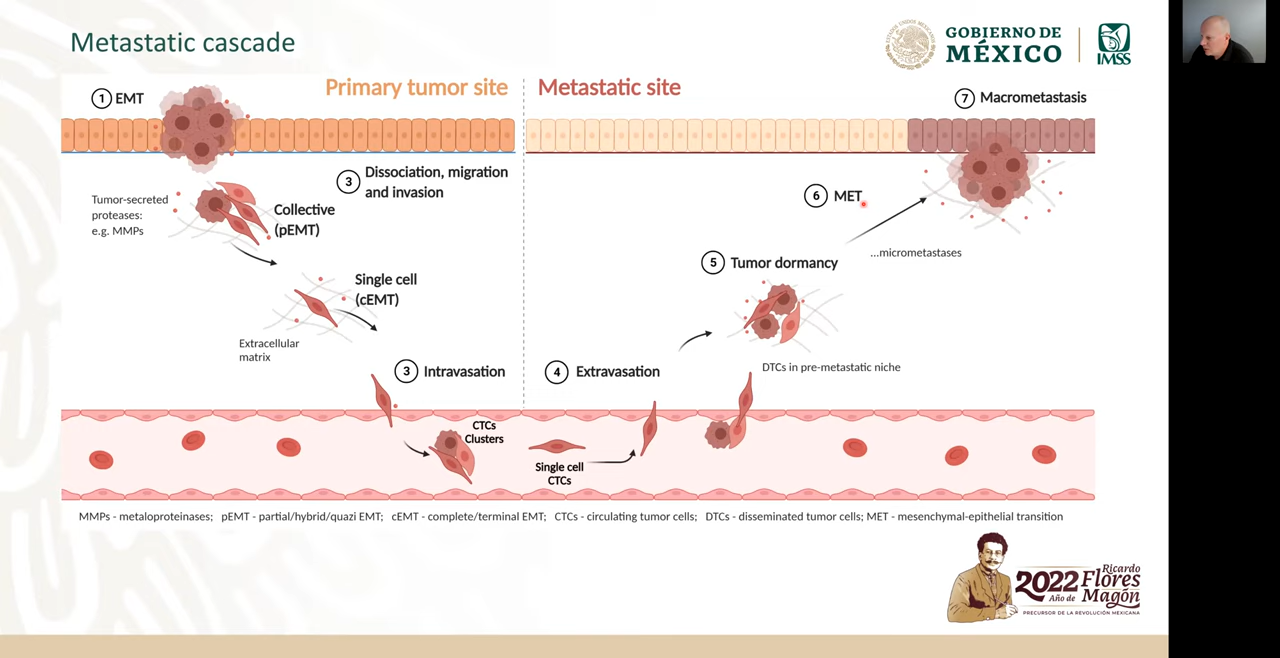 Metastatic cascade
GOBIERNO DE
MÉXICO
IMSS
Primary tumor site
Metastatic site
1 EMT
7 Macrometastasis
3 Dissociation, migration
and invasion
6 MET
Tumor-secreted
proteases:
e.g. MMPs
Collective
(pEMT)
...micrometastases
5 Tumor dormancy
Single cell
(cEMT)
Extracellular
matrix
3 Intravasation
4 Extravasation
DTCs in pre-metastatic niche
CTCs
Clusters
Single cell
CTCs
MMPs - metaloproteinases; pEMT - partial/hybrid/quazi EMT; cEMT - complete/terminal EMT; CTCs - circulating tumor cells; DTCs - disseminated tumor cells; MET - mesenchymal-epithelial transition
2022 Ricardo
Flores
Año de Magón
PRECURSOR DE LA REVOLUCIÓN MEXICANA